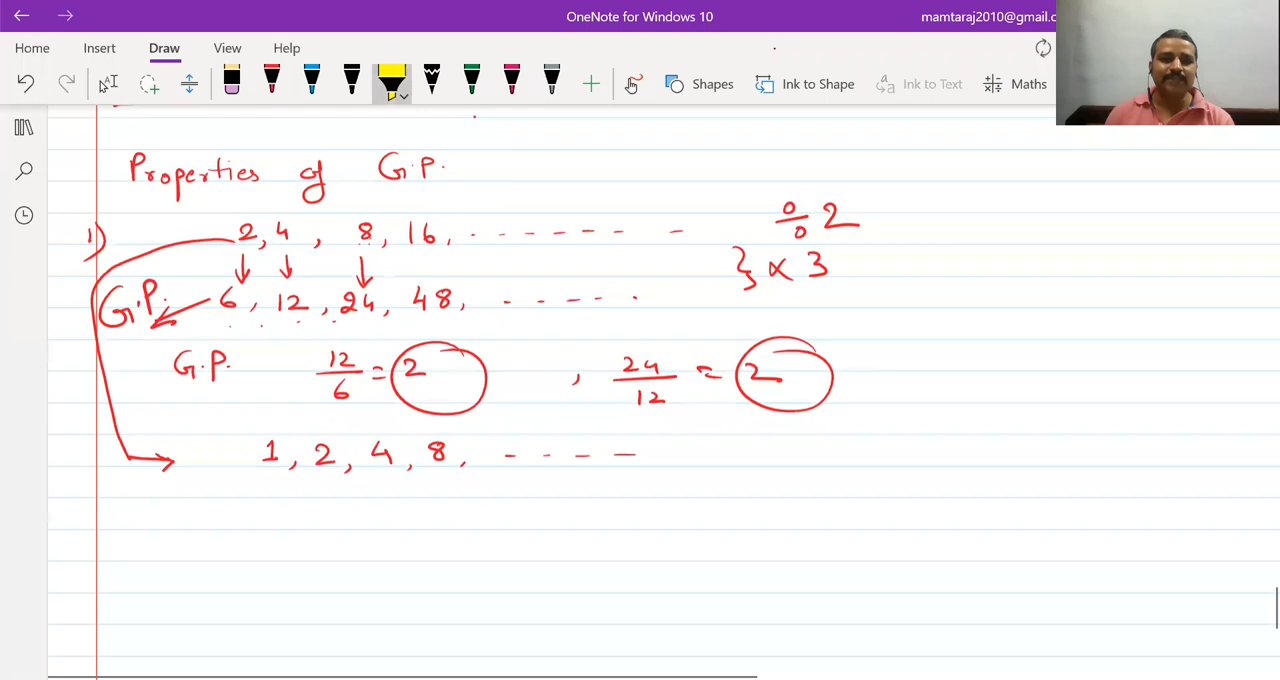 OneNote for Windows 10 mamtaraj2010@gmail.c
Home Insert Draw View Help
Shapes Ink to Shape Ink to Text Maths
Properties of G.P.
1) 2, 4, 8, 16, ------ - ÷ 2
} × 3
G.P. 6, 12, 24, 48, -----
G.P. 12/6 = 2 , 24/12 = 2
1, 2, 4, 8, ----